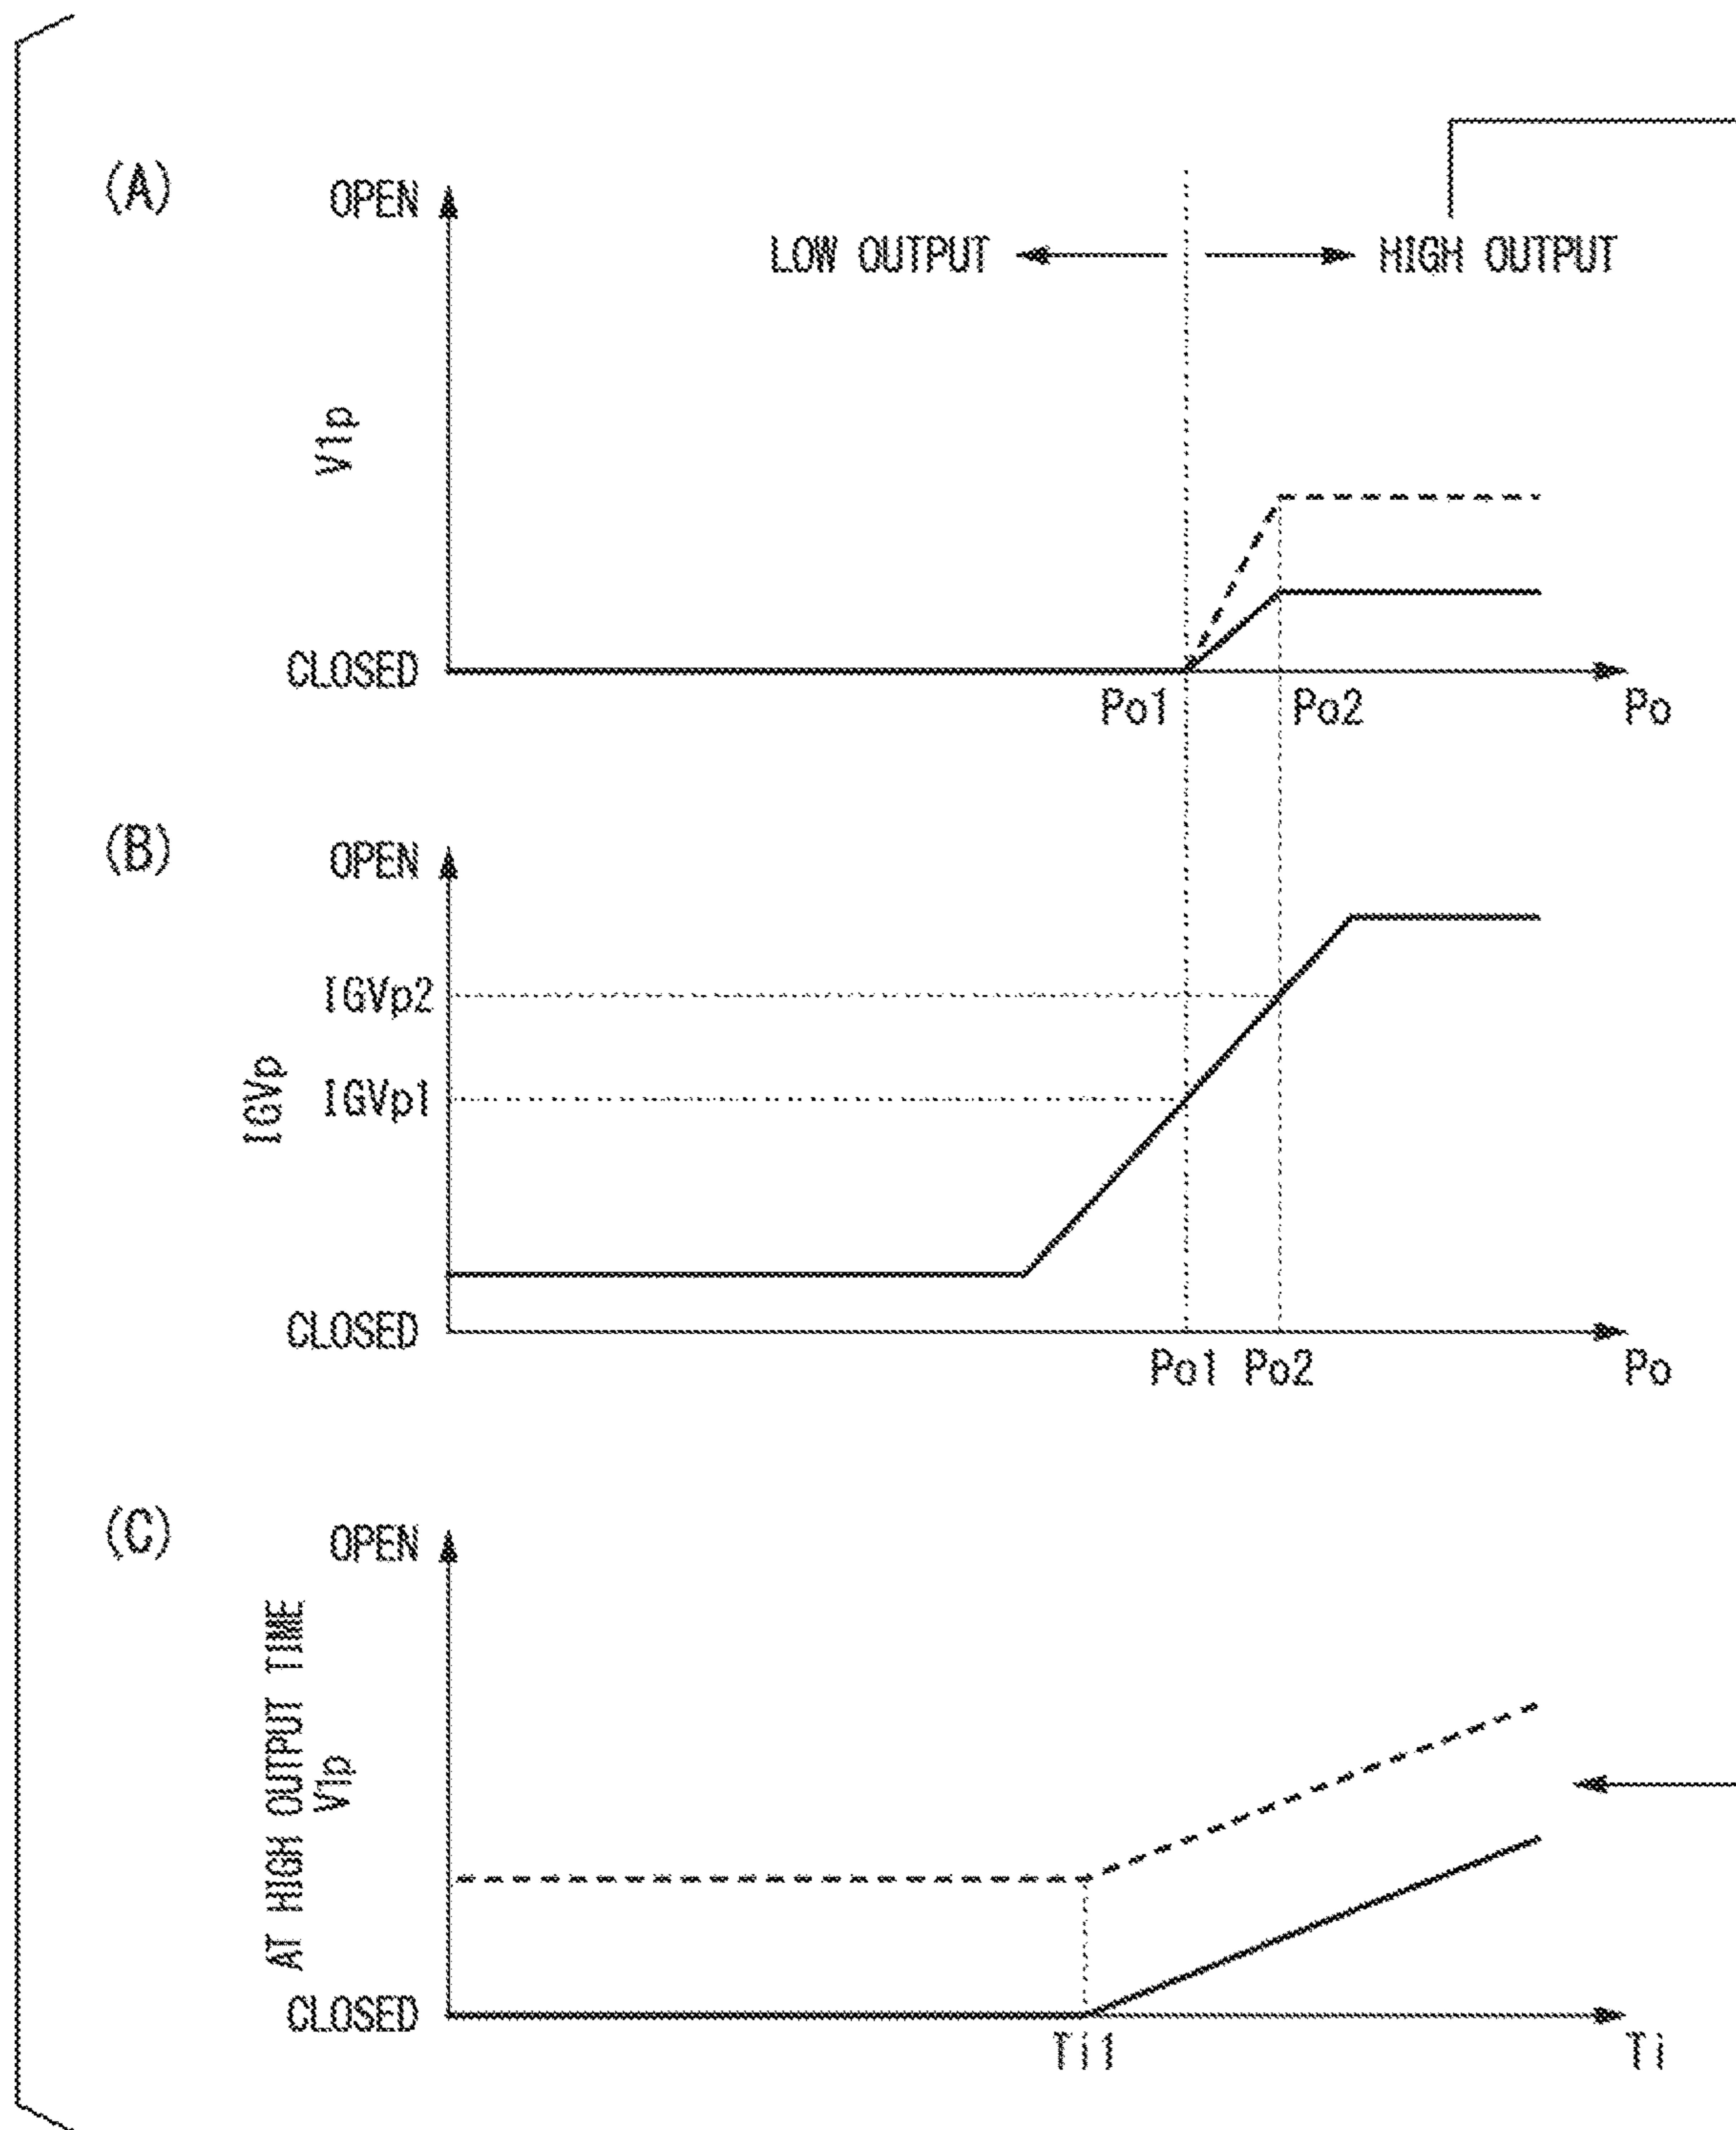 (A)
OPEN
LOW OUTPUT
HIGH OUTPUT
V1p
CLOSED
Po1
Po2
Po
(B)
OPEN
IGVp2
IGVp
IGVp1
CLOSED
Po1
Po2
Po
(C)
OPEN
AT HIGH OUTPUT TIME
V1p
CLOSED
Ti1
Ti